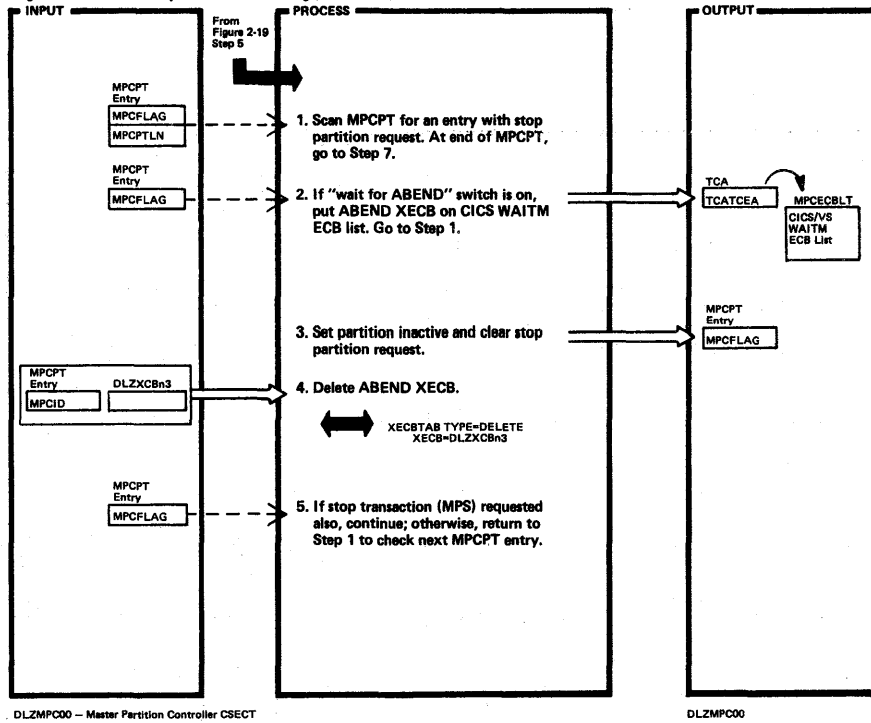 INPUT
From
Figure 2-19
Step 5
PROCESS
OUTPUT
MPCPT
Entry
MPCFLAG
MPCPTLN
1. Scan MPCPT for an entry with stop
partition request. At end of MPCPT,
go to Step 7.
MPCPT
Entry
MPCFLAG
2. If "wait for ABEND" switch is on,
put ABEND XECB on CICS WAITM
ECB list. Go to Step 1.
TCA
TCATCEA
MPCECBLT
CICS/VS
WAITM
ECB List
3. Set partition inactive and clear stop
partition request.
MPCPT
Entry
MPCFLAG
MPCPT
Entry
MPCID
DLZXCBn3
4. Delete ABEND XECB.
XECBTAB TYPE=DELETE
XECB=DLZXCBn3
MPCPT
Entry
MPCFLAG
5. If stop transaction (MPS) requested
also, continue; otherwise, return to
Step 1 to check next MPCPT entry.
DLZMPC00 – Master Partition Controller CSECT
DLZMPC00